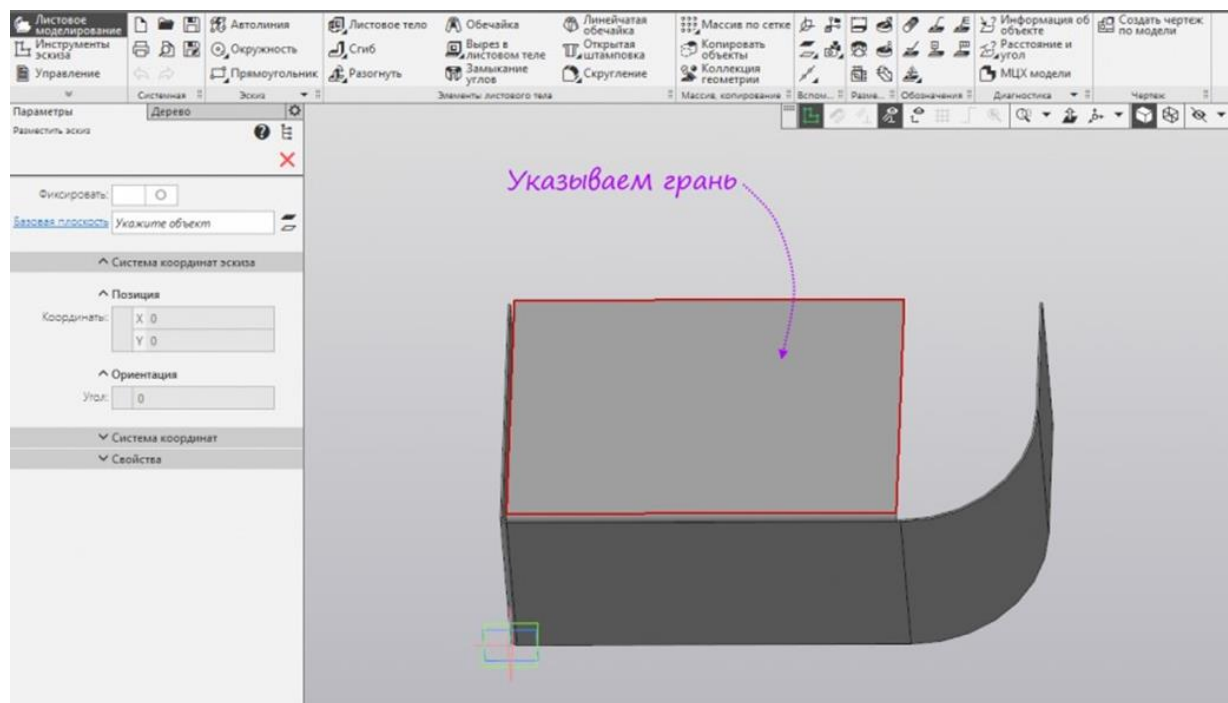 Листовое моделирование
Автолиния
Листовое тело
Обечайка
Линейчатая обечайка
Массив по сетке
Информация об объекте
Создать чертеж по модели
Инструменты эскиза
Окружность
Сгиб
Вырез в листовом теле
Открытая штамповка
Копировать объекты
Расстояние и угол
Управление
Прямоугольник
Разогнуть
Замыкание углов
Скругление
Коллекция геометрии
МЦХ модели
Системная
Эскиз
Элементы листового тела
Массив, копирование
Вспом...
Разме...
Обозначения
Диагностика
Чертеж
Параметры
Дерево
Разместить эскиз
Указываем грань
Фиксировать:
Базовая плоскость
Укажите объект
Система координат эскиза
Позиция
Координаты:
X 0
Y 0
Ориентация
Угол:
0
Система координат
Свойства